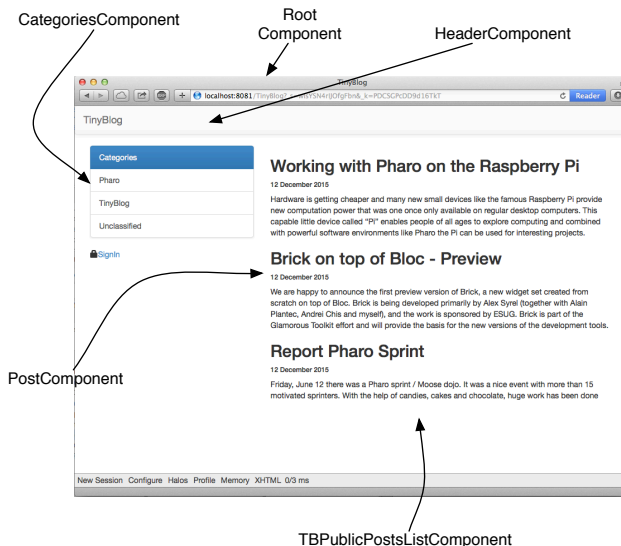 CategoriesComponent
Root
Component
HeaderComponent
TinyBlog
localhost:8081
Reader
TinyBlog
Categories
Pharo
TinyBlog
Unclassified
SignIn
Working with Pharo on the Raspberry Pi
12 December 2015
Hardware is getting cheaper and many new small devices like the famous Raspberry Pi provide
new computation power that was one once only available on regular desktop computers. This
capable little device called "Pi" enables people of all ages to explore computing and combined
with powerful software environments like Pharo the Pi can be used for interesting projects.
Brick on top of Bloc - Preview
12 December 2015
We are happy to announce the first preview version of Brick, a new widget set created from
scratch on top of Bloc. Brick is being developed primarily by Alex Syrel (together with Alain
Plantec, Andrei Chis and myself), and the work is sponsored by ESUG. Brick is part of the
Glamorous Toolkit effort and will provide the basis for the new versions of the development tools.
Report Pharo Sprint
12 December 2015
Friday, June 12 there was a Pharo sprint / Moose dojo. It was a nice event with more than 15
motivated sprinters. With the help of candies, cakes and chocolate, huge work has been done
PostComponent
New Session Configure Halos Profile Memory XHTML 0/3 ms
TBPublicPostsListComponent